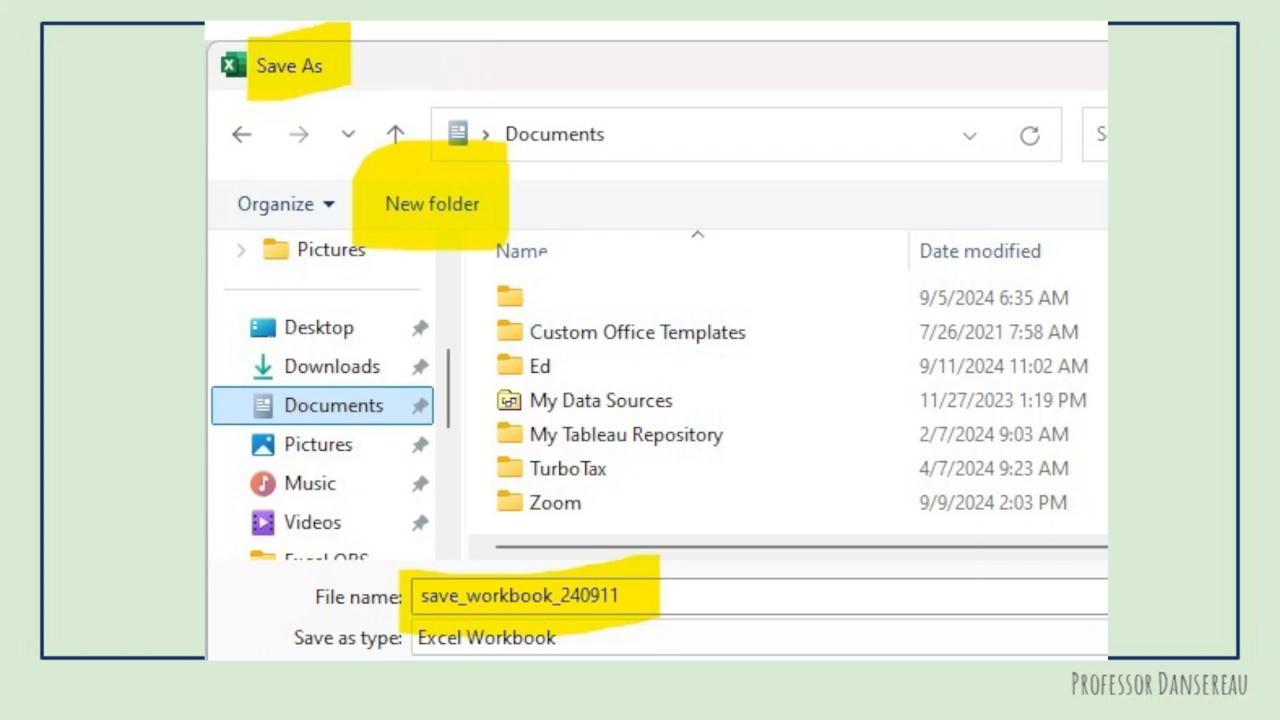 Save As
Documents
Organize New folder
Pictures
Name Date modified
9/5/2024 6:35 AM
Desktop
Custom Office Templates 7/26/2021 7:58 AM
Downloads
Ed 9/11/2024 11:02 AM
Documents
My Data Sources 11/27/2023 1:19 PM
Pictures
My Tableau Repository 2/7/2024 9:03 AM
Music
TurboTax 4/7/2024 9:23 AM
Videos
Zoom 9/9/2024 2:03 PM
File name: save_workbook_240911
Save as type: Excel Workbook
Professor Dansereau